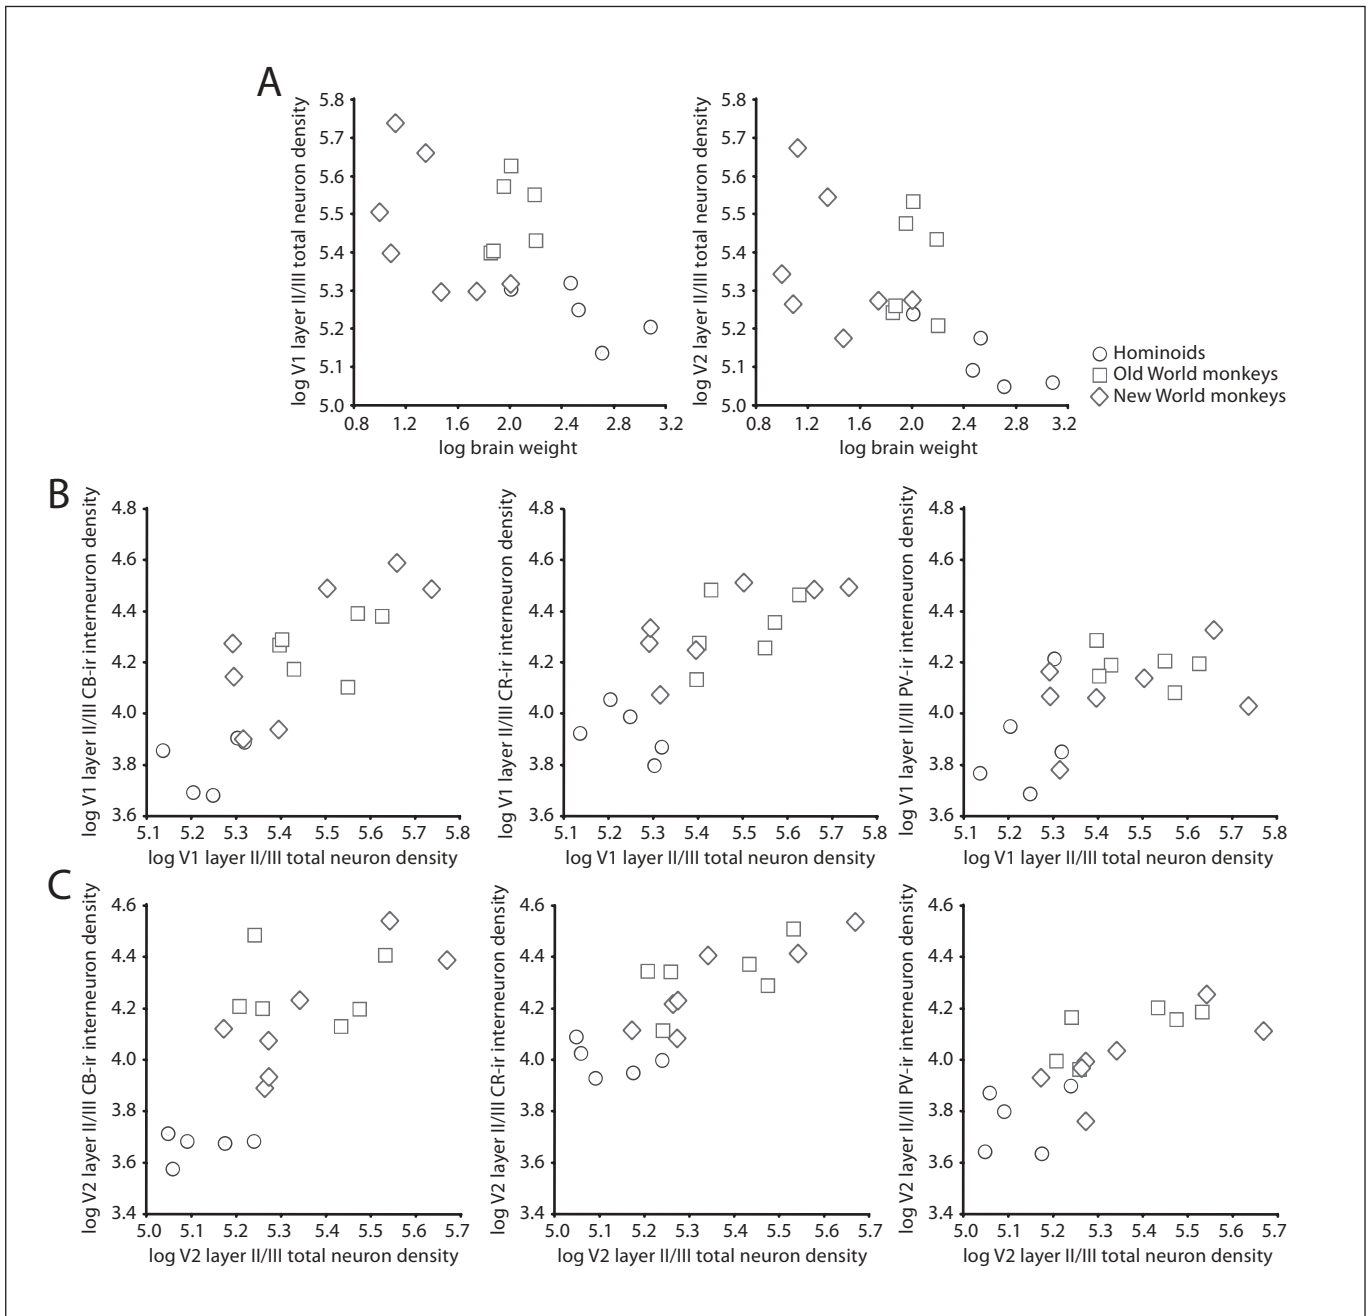 A
log V1 layer II/III total neuron density
5.8
5.7
5.6
5.5
5.4
5.3
5.2
5.1
5.0
0.8 1.2 1.6 2.0 2.4 2.8 3.2
log brain weight
log V2 layer II/III total neuron density
5.8
5.7
5.6
5.5
5.4
5.3
5.2
5.1
5.0
0.8 1.2 1.6 2.0 2.4 2.8 3.2
log brain weight
Hominoids
Old World monkeys
New World monkeys
B
log V1 layer II/III CB-ir interneuron density
4.8
4.6
4.4
4.2
4.0
3.8
3.6
5.1 5.2 5.3 5.4 5.5 5.6 5.7 5.8
log V1 layer II/III total neuron density
log V1 layer II/III CR-ir interneuron density
4.8
4.6
4.4
4.2
4.0
3.8
3.6
5.1 5.2 5.3 5.4 5.5 5.6 5.7 5.8
log V1 layer II/III total neuron density
log V1 layer II/III PV-ir interneuron density
4.8
4.6
4.4
4.2
4.0
3.8
3.6
5.1 5.2 5.3 5.4 5.5 5.6 5.7 5.8
log V1 layer II/III total neuron density
C
log V2 layer II/III CB-ir interneuron density
4.6
4.4
4.2
4.0
3.8
3.6
3.4
5.0 5.1 5.2 5.3 5.4 5.5 5.6 5.7
log V2 layer II/III total neuron density
log V2 layer II/III CR-ir interneuron density
4.6
4.4
4.2
4.0
3.8
3.6
3.4
5.0 5.1 5.2 5.3 5.4 5.5 5.6 5.7
log V2 layer II/III total neuron density
log V2 layer II/III PV-ir interneuron density
4.6
4.4
4.2
4.0
3.8
3.6
3.4
5.0 5.1 5.2 5.3 5.4 5.5 5.6 5.7
log V2 layer II/III total neuron density